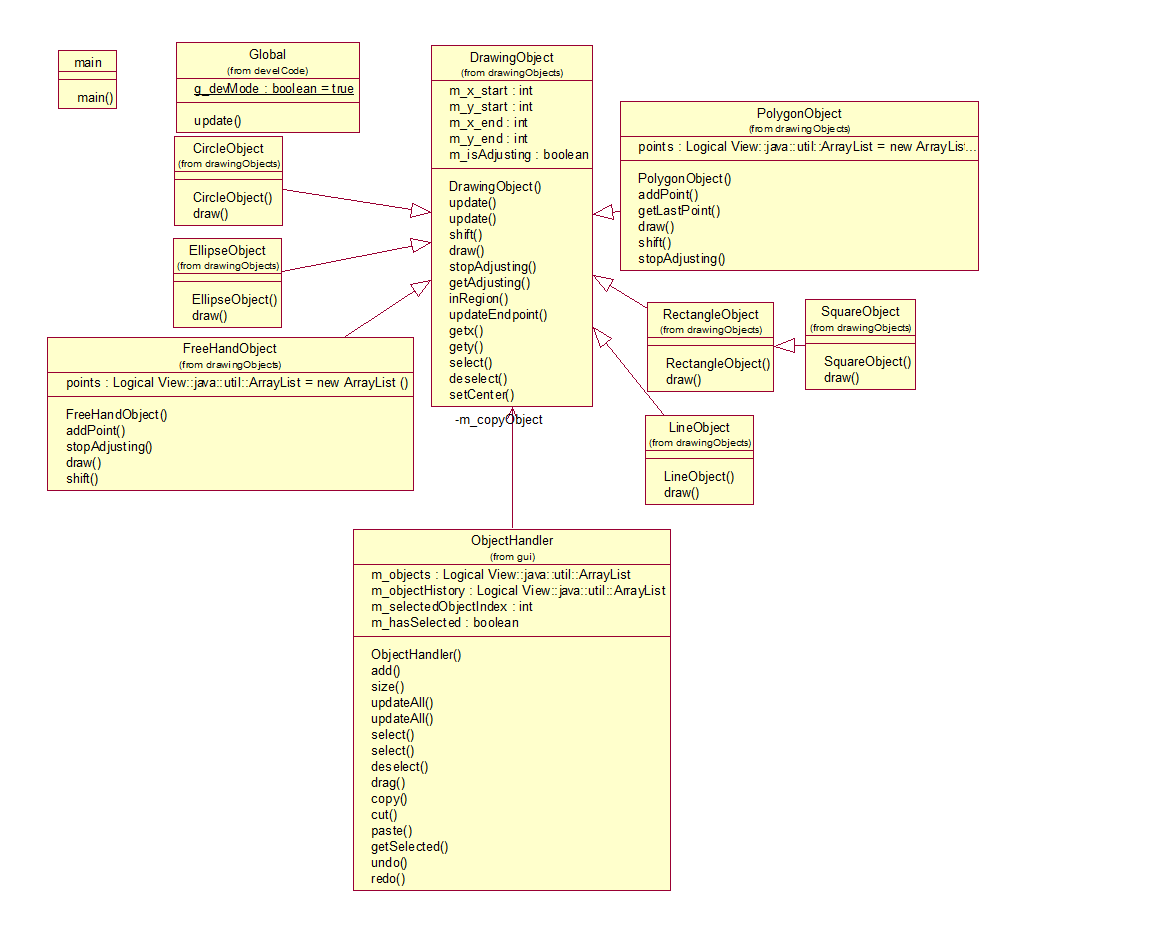 main
main()
Global
(from develCode)
g_devMode : boolean = true
update()
CircleObject
(from drawingObjects)
CircleObject()
draw()
EllipseObject
(from drawingObjects)
EllipseObject()
draw()
FreeHandObject
(from drawingObjects)
points : Logical View::java::util::ArrayList = new ArrayList ()
FreeHandObject()
addPoint()
stopAdjusting()
draw()
shift()
DrawingObject
(from drawingObjects)
m_x_start : int
m_y_start : int
m_x_end : int
m_y_end : int
m_isAdjusting : boolean
DrawingObject()
update()
update()
shift()
draw()
stopAdjusting()
getAdjusting()
inRegion()
updateEndpoint()
getx()
gety()
select()
deselect()
setCenter()
-m_copyObject
PolygonObject
(from drawingObjects)
points : Logical View::java::util::ArrayList = new ArrayLis...
PolygonObject()
addPoint()
getLastPoint()
draw()
shift()
stopAdjusting()
RectangleObject
(from drawingObjects)
RectangleObject()
draw()
SquareObject
(from drawingObjects)
SquareObject()
draw()
LineObject
(from drawingObjects)
LineObject()
draw()
ObjectHandler
(from gui)
m_objects : Logical View::java::util::ArrayList
m_objectHistory : Logical View::java::util::ArrayList
m_selectedObjectIndex : int
m_hasSelected : boolean
ObjectHandler()
add()
size()
updateAll()
updateAll()
select()
select()
deselect()
drag()
copy()
cut()
paste()
getSelected()
undo()
redo()